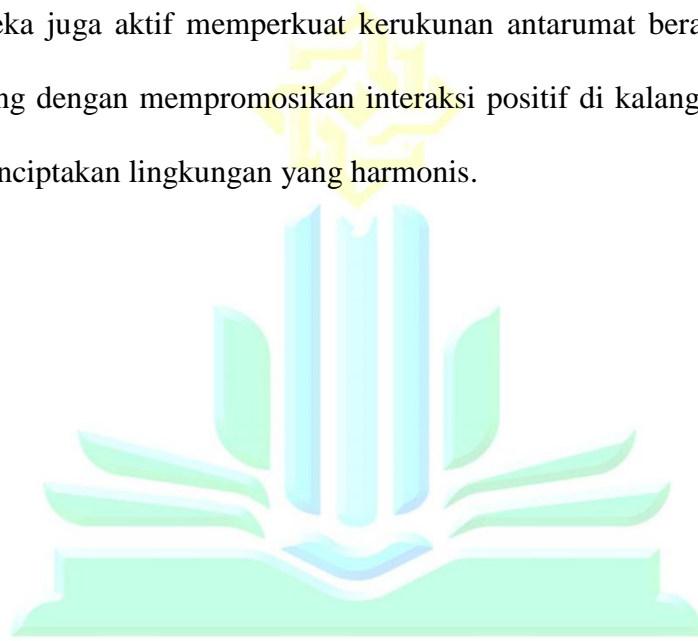 eka juga aktif memperkuat kerukunan antarumat bera
ng dengan mempromosikan interaksi positif di kalang
nciptakan lingkungan yang harmonis.